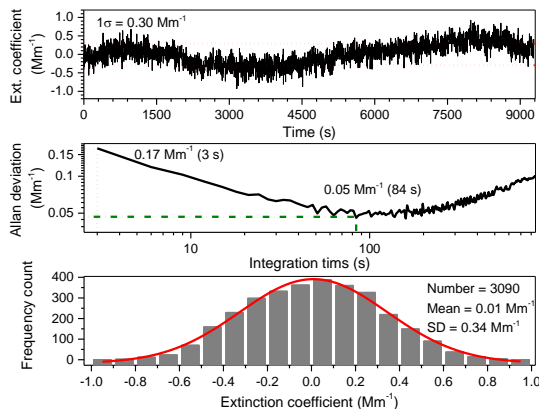 1σ = 0.30 Mm⁻¹
Ext. coefficient
(Mm⁻¹)
1.0
0.5
0.0
-0.5
-1.0
0 1500 3000 4500 6000 7500 9000
Time (s)
0.17 Mm⁻¹ (3 s)
0.05 Mm⁻¹ (84 s)
Allan deviation
(Mm⁻¹)
0.15
0.1
0.05
10 100
Integration tims (s)
Number = 3090
Mean = 0.01 Mm⁻¹
SD = 0.34 Mm⁻¹
Frequency count
400
300
200
100
0
-1.0 -0.8 -0.6 -0.4 -0.2 0.0 0.2 0.4 0.6 0.8 1.0
Extinction coefficient (Mm⁻¹)